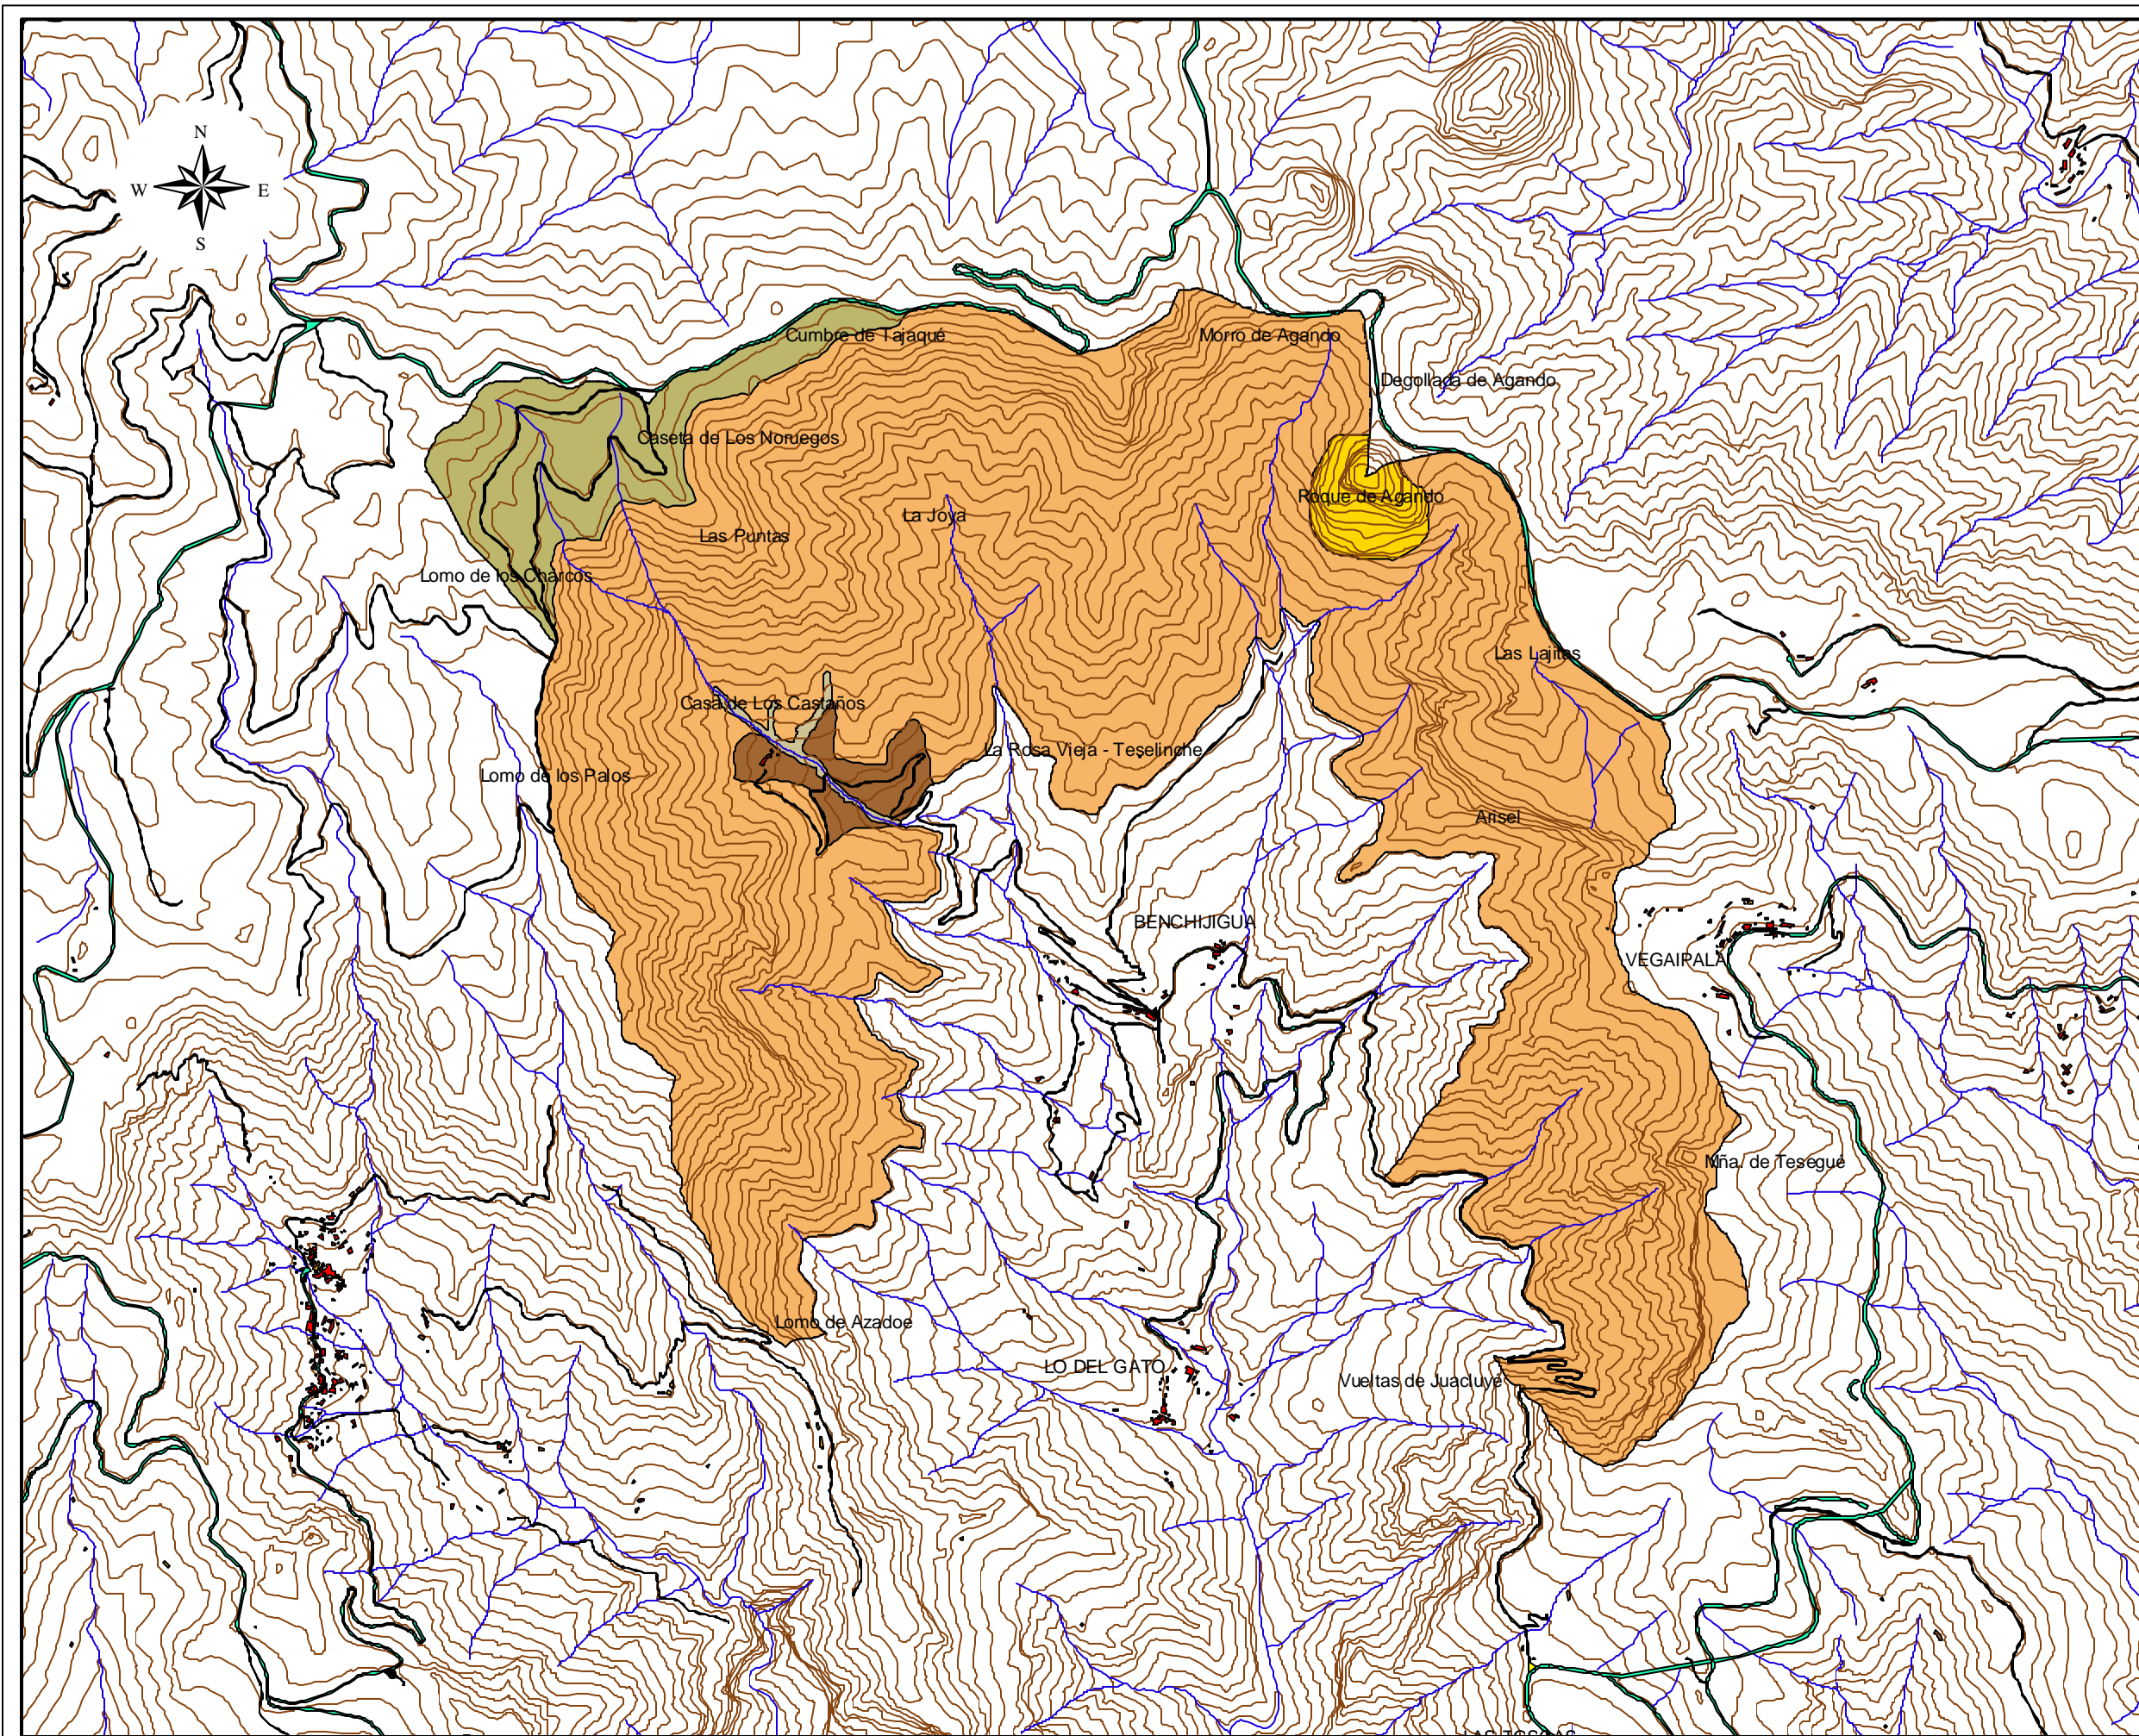 N
W E
S
Cumbre de Tajaqué
Morro de Agando
Degollada de Agando
Caseta de Los Noruegos
Roque de Agando
La Joya
Las Puntas
Lomo de los Charcos
Las Lajitas
Casa de Los Castaños
La Rosa Vieja - Teselinche
Lomo de los Palos
Ansel
BENCHIJIGUA
VEGAIPALA
Mña. de Tesegué
Lomo de Azadoe
LO DEL GATO
Vueltas de Juacluye